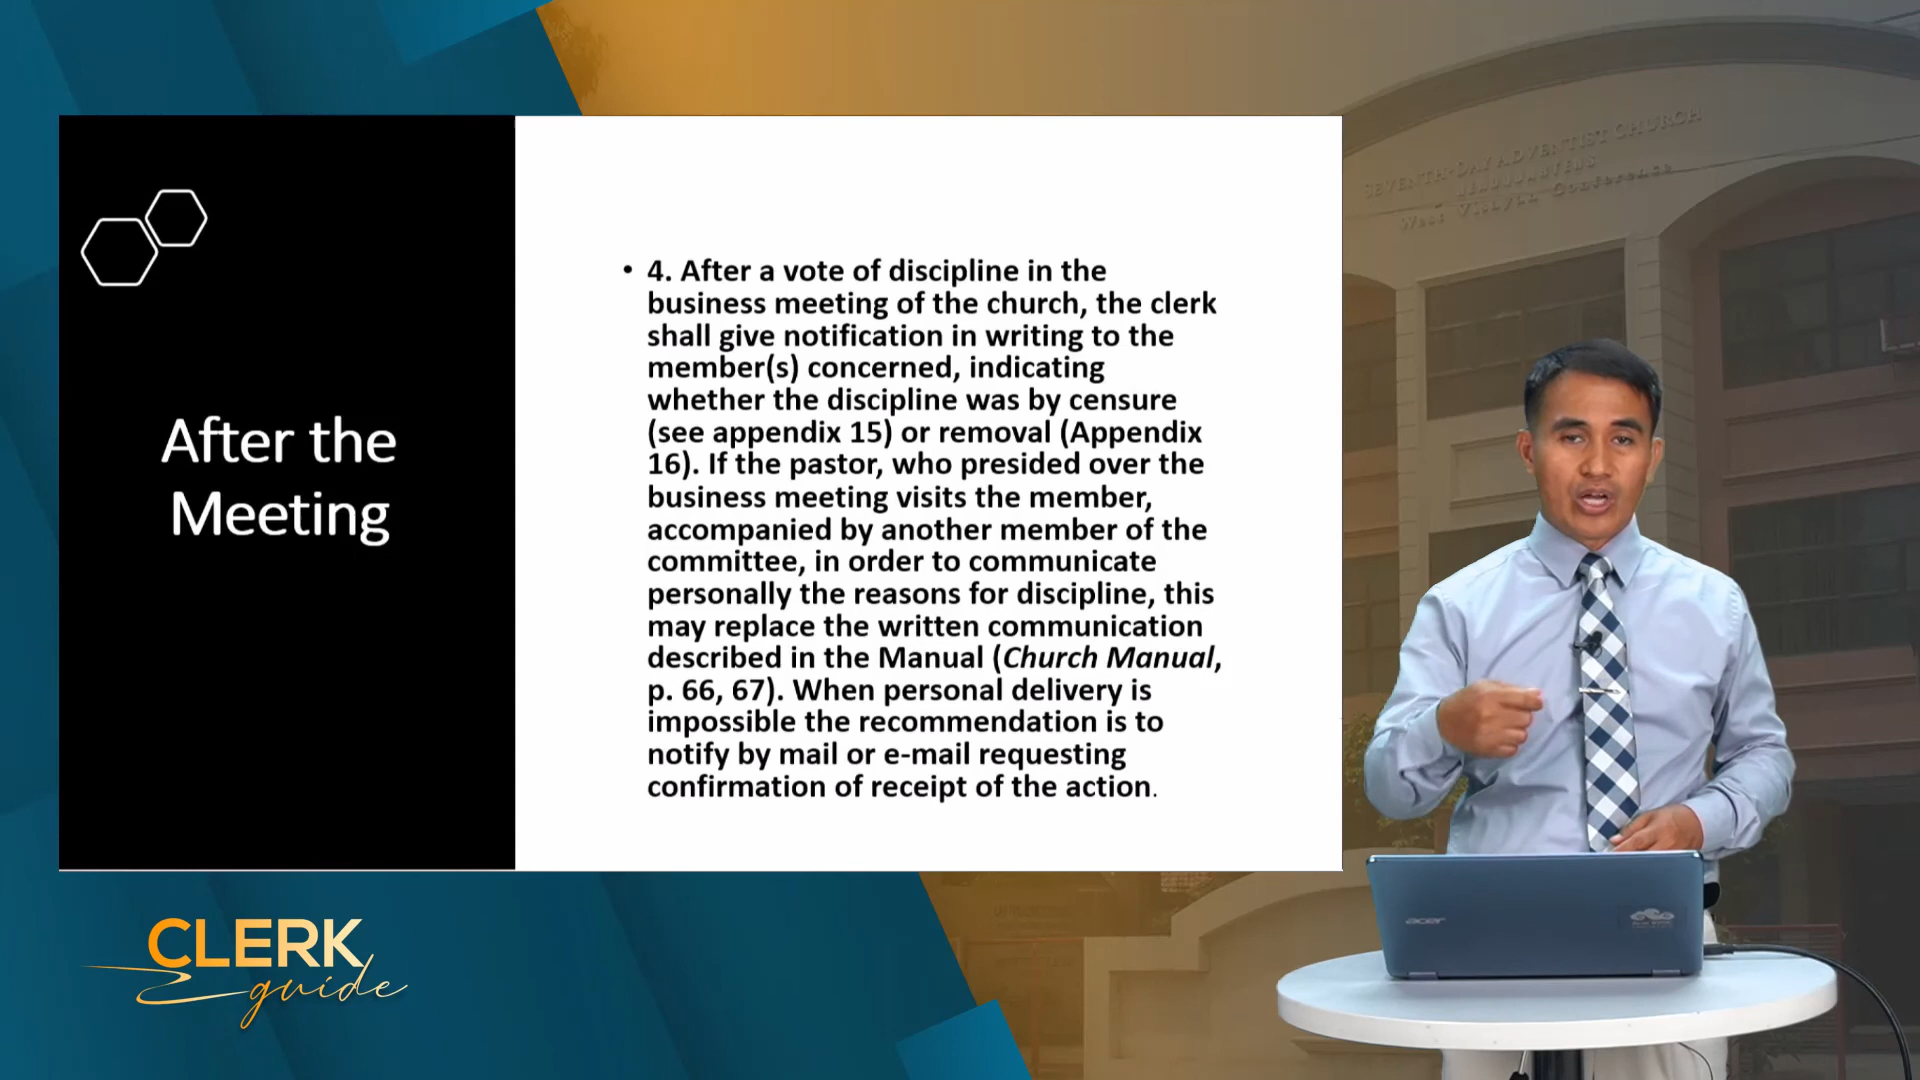 SEVENTH-DAY ADVENTIST CHURCH
HEADQUARTERS
West Visayan Conference
After the
Meeting
• 4. After a vote of discipline in the
business meeting of the church, the clerk
shall give notification in writing to the
member(s) concerned, indicating
whether the discipline was by censure
(see appendix 15) or removal (Appendix
16). If the pastor, who presided over the
business meeting visits the member,
accompanied by another member of the
committee, in order to communicate
personally the reasons for discipline, this
may replace the written communication
described in the Manual (Church Manual,
p. 66, 67). When personal delivery is
impossible the recommendation is to
notify by mail or e-mail requesting
confirmation of receipt of the action.
acer
CLERK
guide